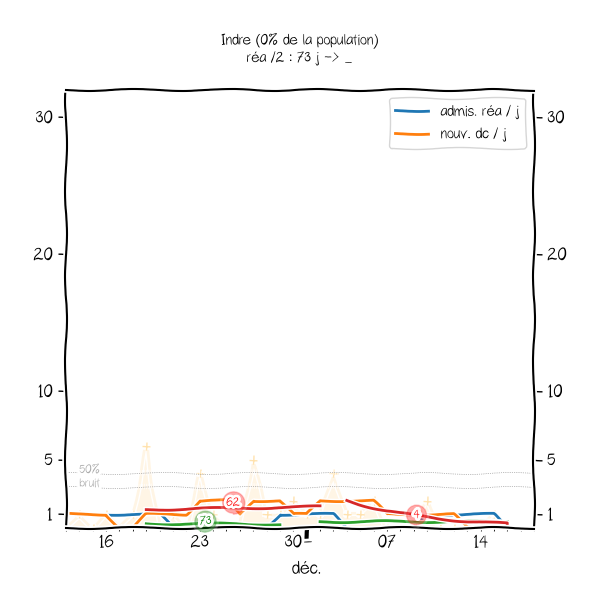 Indre (0% de la population)
réa /2 : 73 j -> _
admis. réa / j
nouv. dc / j
30 30
20 20
10 10
5 5
1 1
50%
bruit
62
73
4
16 23 30 07 14
déc.